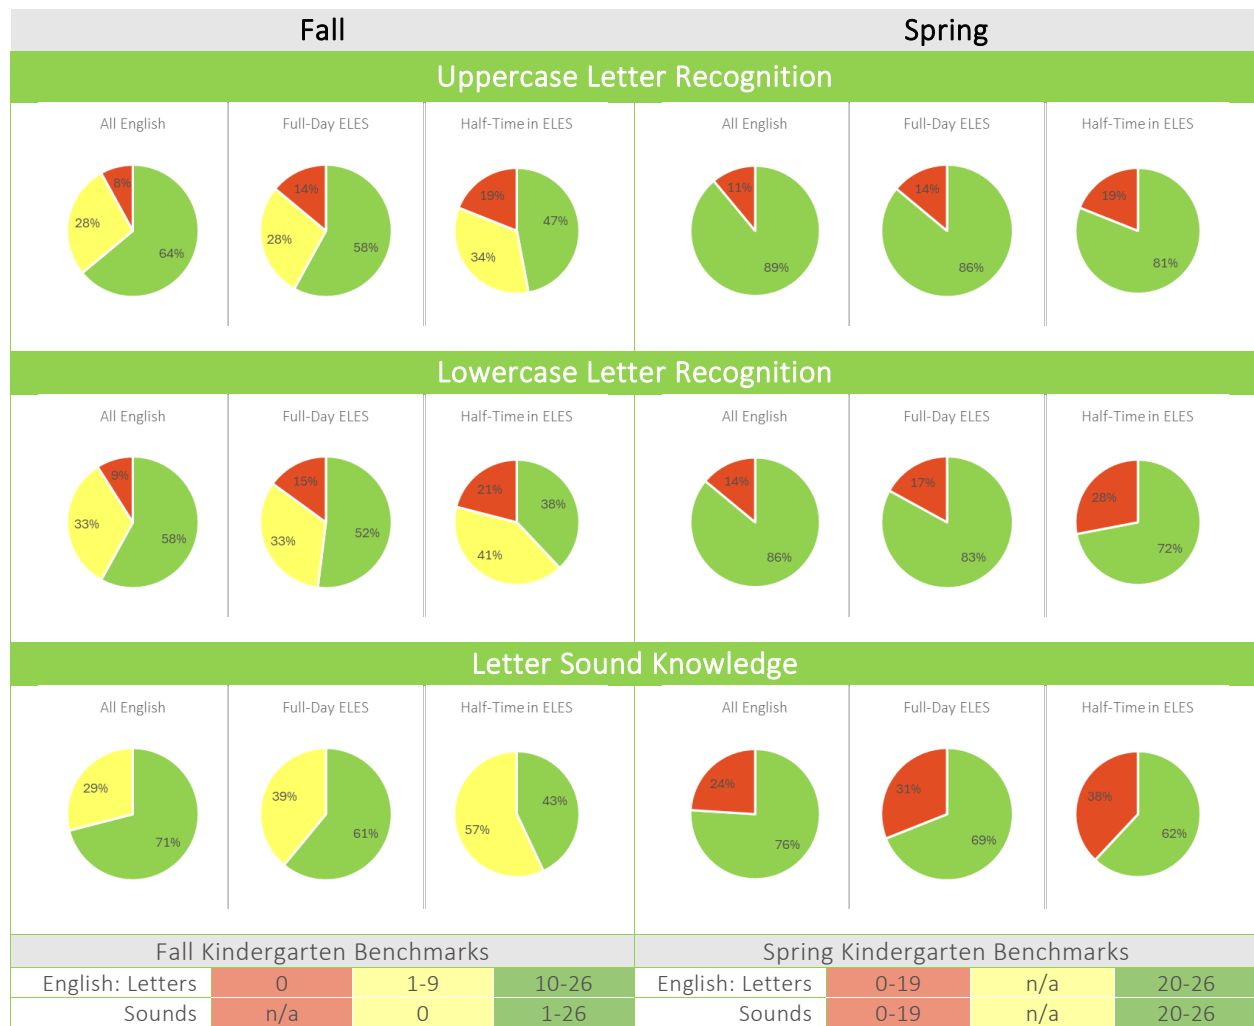 Fall Spring
Uppercase Letter Recognition
All English Full-Day ELES Half-Time in ELES All English Full-Day ELES Half-Time in ELES
8% 28% 64% 14% 28% 58% 19% 34% 47% 11% 89% 14% 86% 19% 81%
Lowercase Letter Recognition
All English Full-Day ELES Half-Time in ELES All English Full-Day ELES Half-Time in ELES
9% 33% 58% 15% 33% 52% 21% 41% 38% 14% 86% 17% 83% 28% 72%
Letter Sound Knowledge
All English Full-Day ELES Half-Time in ELES All English Full-Day ELES Half-Time in ELES
29% 71% 39% 61% 57% 43% 24% 76% 31% 69% 38% 62%
Fall Kindergarten Benchmarks Spring Kindergarten Benchmarks
English: Letters 0 1-9 10-26 English: Letters 0-19 n/a 20-26
Sounds n/a 0 1-26 Sounds 0-19 n/a 20-26